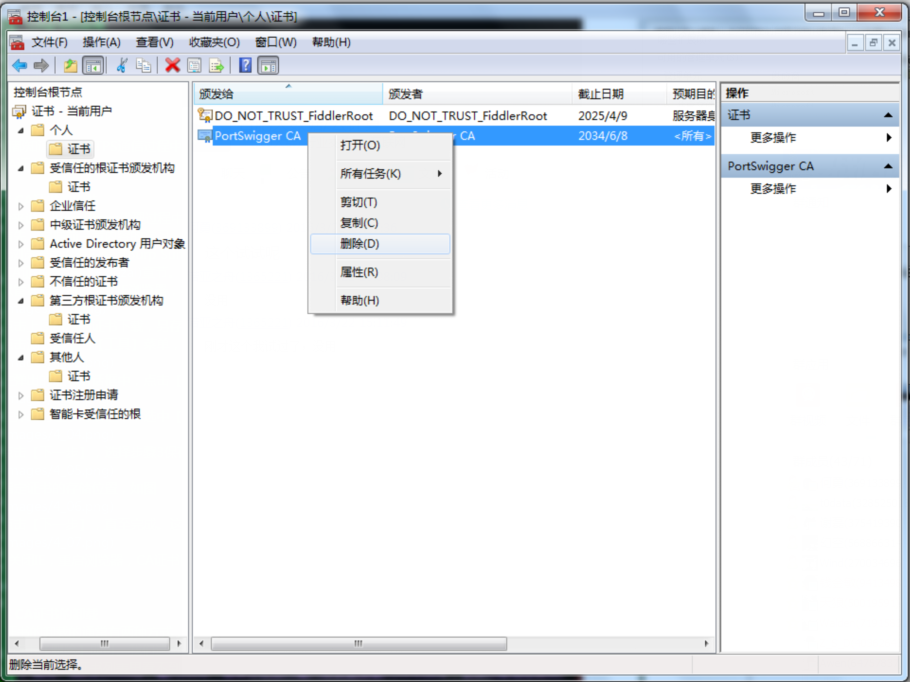 控制台1 - [控制台根节点\证书 - 当前用户\个人\证书]
文件(F) 操作(A) 查看(V) 收藏夹(O) 窗口(W) 帮助(H)
控制台根节点
证书 - 当前用户
个人
证书
受信任的根证书颁发机构
证书
企业信任
中级证书颁发机构
Active Directory 用户对象
受信任的发布者
不信任的证书
第三方根证书颁发机构
证书
受信任人
其他人
证书
证书注册申请
智能卡受信任的根
颁发给 颁发者 截止日期 预期目的
DO_NOT_TRUST_FiddlerRoot DO_NOT_TRUST_FiddlerRoot 2025/4/9 服务器身
PortSwigger CA CA 2034/6/8 <所有>
打开(O)
所有任务(K)
剪切(T)
复制(C)
删除(D)
属性(R)
帮助(H)
操作
证书
更多操作
PortSwigger CA
更多操作
删除当前选择。